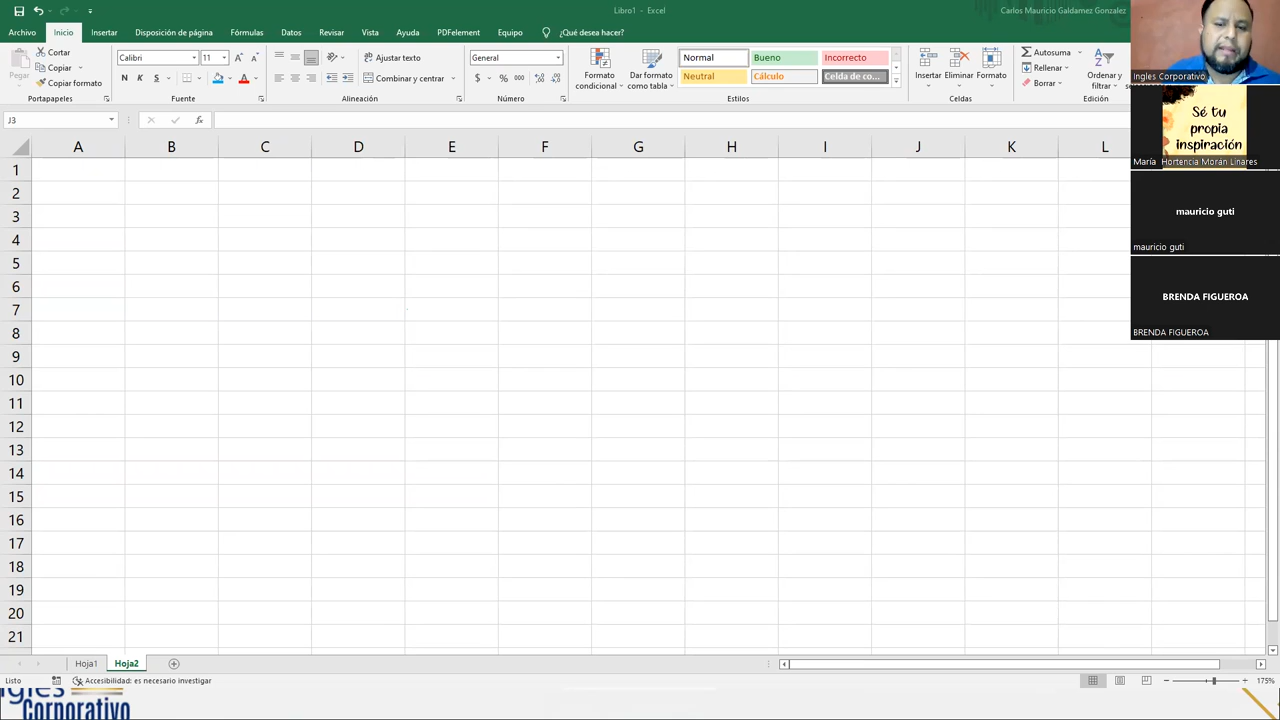 Libro1 - Excel
Carlos Mauricio Galdamez Gonzalez
Archivo Inicio Insertar Disposición de página Fórmulas Datos Revisar Vista Ayuda PDFelement Equipo ¿Qué desea hacer?
Pegar
Cortar
Copiar
Copiar formato
Portapapeles
Calibri 11
N K S
Fuente
Ajustar texto
Combinar y centrar
Alineación
General
$ % 000
Número
Formato condicional
Dar formato como tabla
Normal Bueno Incorrecto
Neutral Cálculo Celda de co...
Estilos
Insertar Eliminar Formato
Celdas
Autosuma
Rellenar
Borrar
Ordenar y filtrar
Edición
J3
fx
A B C D E F G H I J K L
1
2
3
4
5
6
7
8
9
10
11
12
13
14
15
16
17
18
19
20
21
Ingles Corporativo
Sé tu
propia
inspiración
María Hortencia Morán Linares
mauricio guti
mauricio guti
BRENDA FIGUEROA
BRENDA FIGUEROA
Hoja1 Hoja2
Listo Accesibilidad: es necesario investigar 175%
Ingles
Corporativo